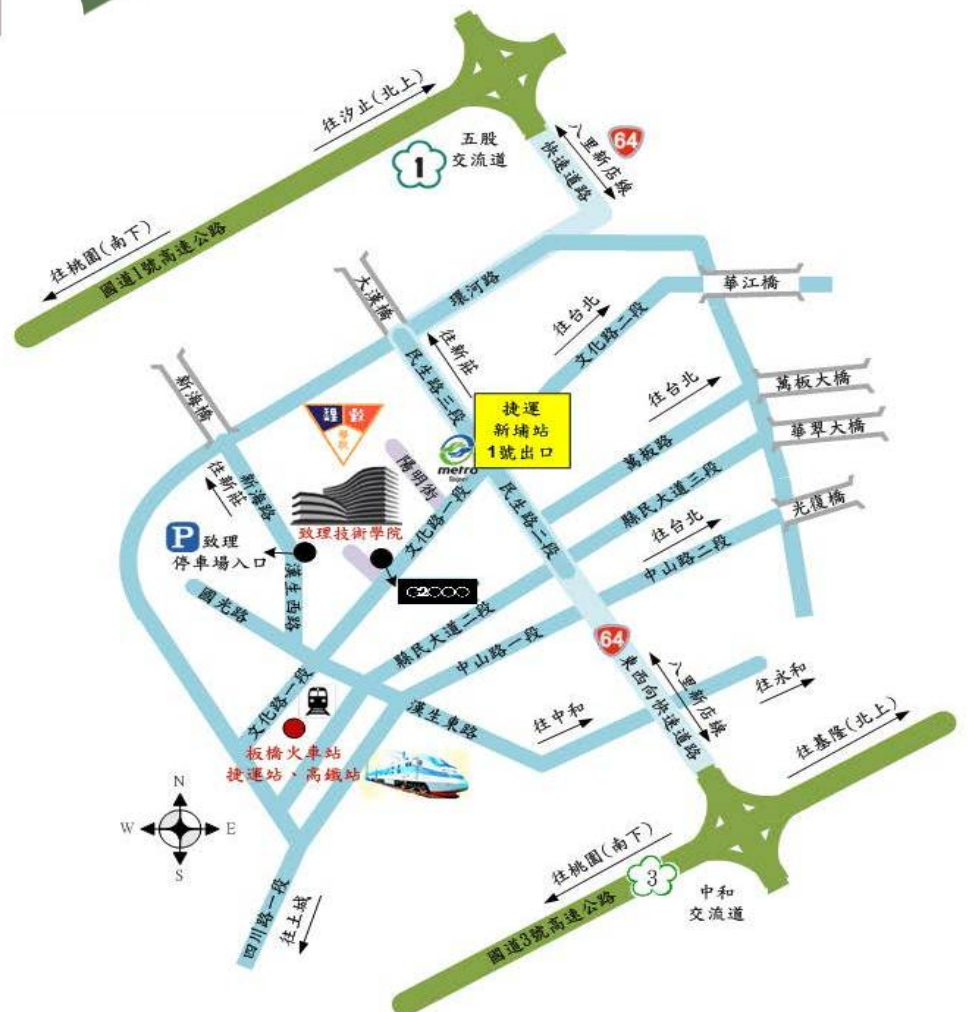 往汐止(北上)
五股
交流道
1
64
八里新店線
快速道路
往桃園(南下)
國道1號高速公路
環河路
大漢橋
往新莊
民生路三段
往台北
文化路二段
華江橋
新海橋
往新莊
新海路
理
致
學院
陽明街
metro
Taipei
捷運
新埔站
1號出口
往台北
萬板路
萬板大橋
華翠大橋
縣民大道三段
光復橋
往台北
中山路二段
民生路二段
文化路一段
致理技術學院
P 致理
停車場入口
漢生西路
國光路
縣民大道二段
中山路一段
64
東西向快速道路
八里新店線
漢生東路
往中和
往永和
文化路一段
板橋火車站
捷運站、高鐵站
N
W
E
S
往基隆(北上)
往桃園(南下)
3
中和
交流道
國道3號高速公路
四川路一段
往土城